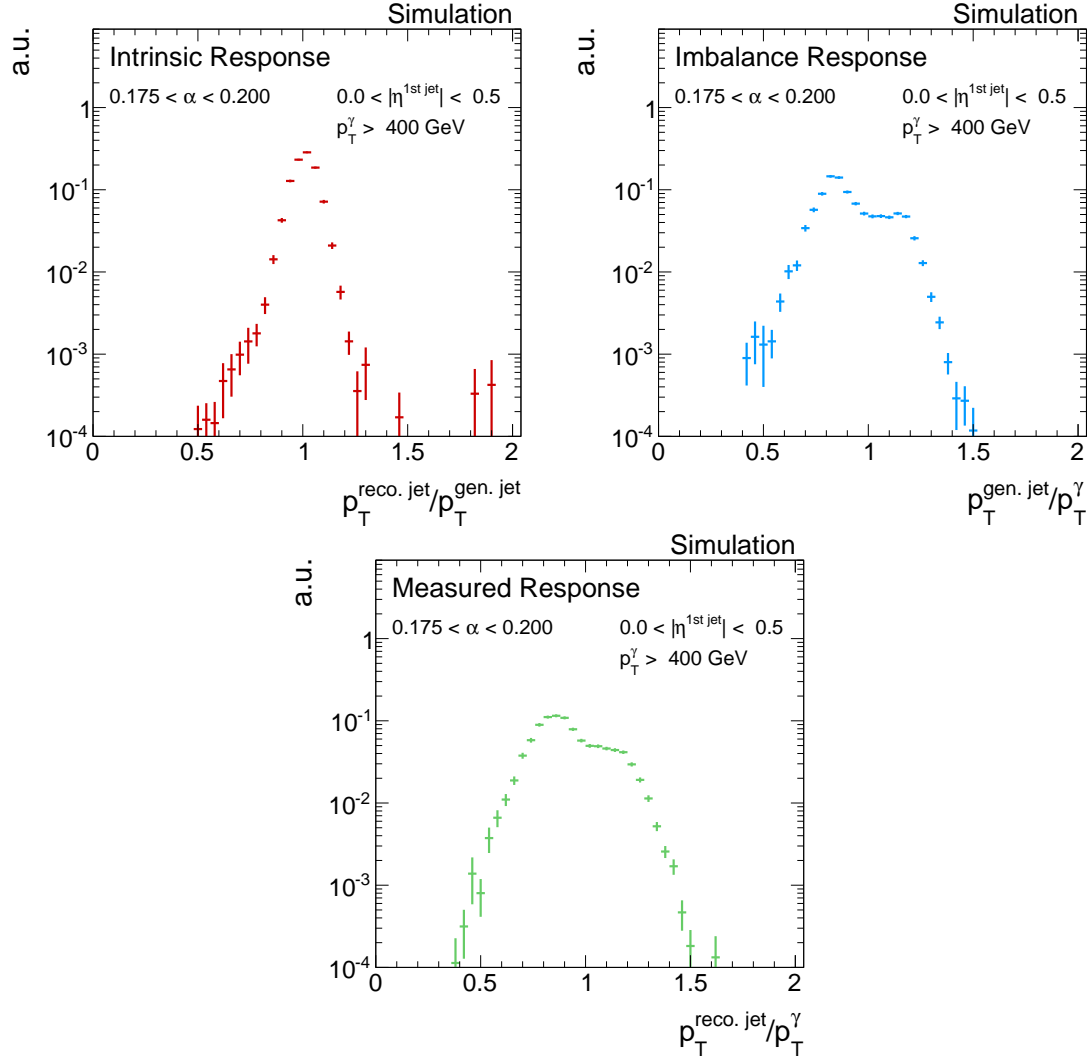 Simulation
a.u.
Intrinsic Response
0.175 < α < 0.200
0.0 < |η^{1st jet}| < 0.5
p_T^γ > 400 GeV
1
10^{-1}
10^{-2}
10^{-3}
10^{-4}
0 0.5 1 1.5 2
p_T^{reco. jet}/p_T^{gen. jet}
Simulation
a.u.
Imbalance Response
0.175 < α < 0.200
0.0 < |η^{1st jet}| < 0.5
p_T^γ > 400 GeV
1
10^{-1}
10^{-2}
10^{-3}
10^{-4}
0 0.5 1 1.5 2
p_T^{gen. jet}/p_T^γ
Simulation
a.u.
Measured Response
0.175 < α < 0.200
0.0 < |η^{1st jet}| < 0.5
p_T^γ > 400 GeV
1
10^{-1}
10^{-2}
10^{-3}
10^{-4}
0 0.5 1 1.5 2
p_T^{reco. jet}/p_T^γ